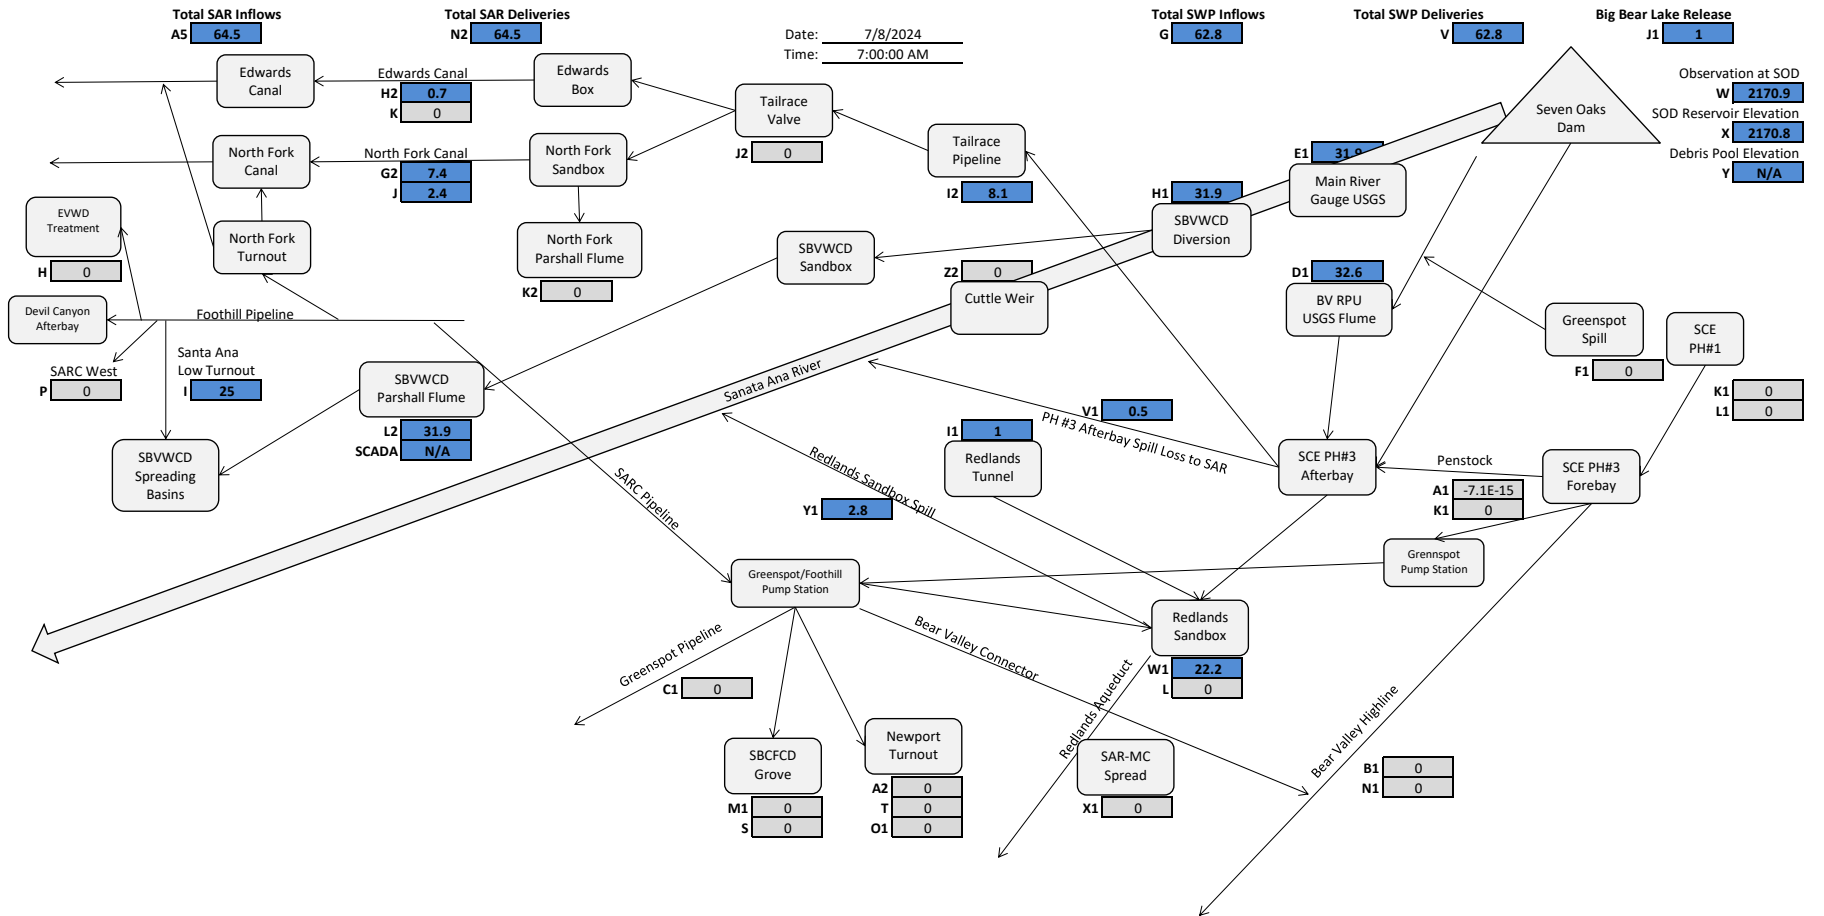 Total SAR Inflows
A5 64.5
Total SAR Deliveries
N2 64.5
Date: 7/8/2024
Time: 7:00:00 AM
Total SWP Inflows
G 62.8
Total SWP Deliveries
V 62.8
Big Bear Lake Release
J1 1
Observation at SOD
W 2170.9
SOD Reservoir Elevation
X 2170.8
Debris Pool Elevation
Y N/A
Seven Oaks
Dam
Edwards
Canal
Edwards Canal
H2 0.7
K 0
Edwards
Box
Tailrace
Valve
J2 0
Tailrace
Pipeline
I2 8.1
E1 31.9
Main River
Gauge USGS
H1 31.9
SBVWCD
Diversion
North Fork
Canal
North Fork Canal
G2 7.4
J 2.4
North Fork
Sandbox
EVWD
Treatment
H 0
North Fork
Turnout
North Fork
Parshall Flume
K2 0
SBVWCD
Sandbox
Z2 0
Cuttle Weir
D1 32.6
BV RPU
USGS Flume
Greenspot
Spill
F1 0
SCE
PH#1
K1 0
L1 0
Devil Canyon
Afterbay
Foothill Pipeline
SARC West
P 0
Santa Ana
Low Turnout
I 25
SBVWCD
Parshall Flume
L2 31.9
SCADA N/A
SBVWCD
Spreading
Basins
Sanata Ana River
V1 0.5
PH #3 Afterbay Spill Loss to SAR
I1 1
Redlands
Tunnel
Redlands Sandbox Spill
Y1 2.8
SARC Pipeline
SCE PH#3
Afterbay
Penstock
A1 -7.1E-15
K1 0
SCE PH#3
Forebay
Grennspot
Pump Station
Greenspot/Foothill
Pump Station
Redlands
Sandbox
W1 22.2
L 0
Greenspot Pipeline
C1 0
Bear Valley Connector
Redlands Aqueduct
Bear Valley Highline
SBCFCD
Grove
M1 0
S 0
Newport
Turnout
A2 0
T 0
O1 0
SAR-MC
Spread
X1 0
B1 0
N1 0